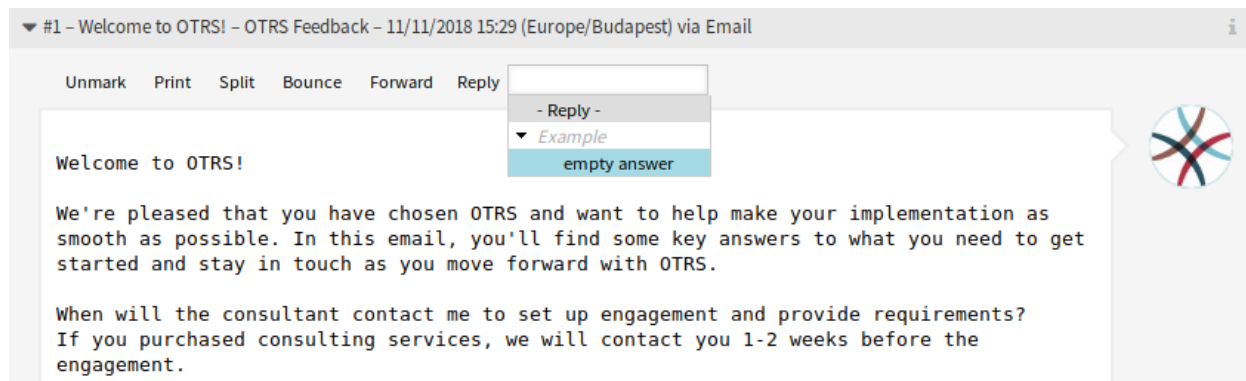 #1 – Welcome to OTRS! – OTRS Feedback – 11/11/2018 15:29 (Europe/Budapest) via Email
Unmark Print Split Bounce Forward Reply
- Reply -
Example
empty answer
Welcome to OTRS!
We're pleased that you have chosen OTRS and want to help make your implementation as
smooth as possible. In this email, you'll find some key answers to what you need to get
started and stay in touch as you move forward with OTRS.
When will the consultant contact me to set up engagement and provide requirements?
If you purchased consulting services, we will contact you 1-2 weeks before the
engagement.